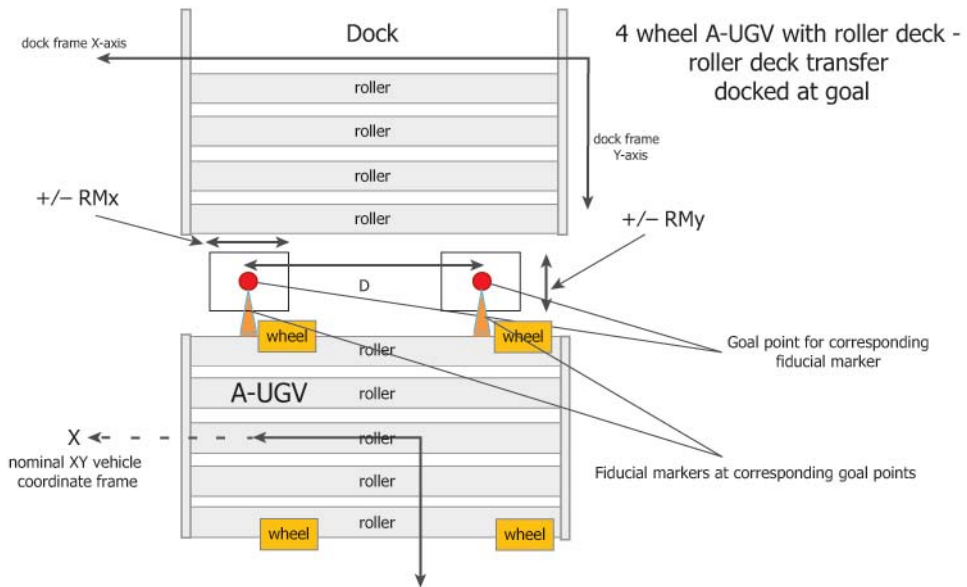 Dock
4 wheel A-UGV with roller deck -
roller deck transfer
docked at goal
dock frame X-axis
roller
roller
dock frame
Y-axis
roller
+/− RMx
roller
+/− RMy
D
wheel
wheel
Goal point for corresponding
fiducial marker
roller
A-UGV
roller
X
roller
nominal XY vehicle
coordinate frame
Fiducial markers at corresponding goal points
roller
roller
wheel
wheel